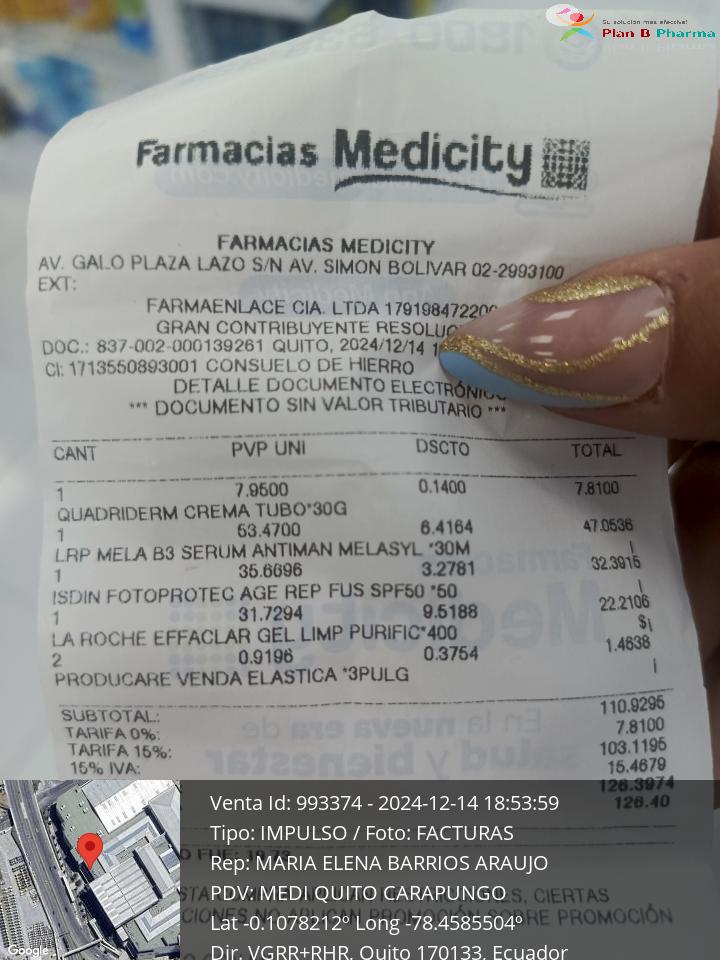 Su solución mas efectiva!
Plan B Pharma
Farmacias Medicity
FARMACIAS MEDICITY
AV. GALO PLAZA LAZO S/N AV. SIMON BOLIVAR 02-2993100
EXT:
FARMAENLACE CIA. LTDA 179198472200
GRAN CONTRIBUYENTE
DOC.: 837-002-000139261 QUITO, 2024/12/14
CI: 1713550893001 CONSUELO DE HIERRO
DETALLE DOCUMENTO ELECTRÓNICO
*** DOCUMENTO SIN VALOR TRIBUTARIO ***
CANT PVP UNI DSCTO TOTAL
1 7.9500 0.1400 7.8100
QUADRIDERM CREMA TUBO*30G
1 53.4700 6.4164 47.0536
LRP MELA B3 SERUM ANTIMAN MELASYL *30M |
1 35.6696 3.2781 32.3915
ISDIN FOTOPROTEC AGE REP FUS SPF50 *50 |
1 31.7294 9.5188 22.2106
LA ROCHE EFFACLAR GEL LIMP PURIFIC*400 $|
2 0.9196 0.3754 1.4638
PRODUCARE VENDA ELASTICA *3PULG |
SUBTOTAL: 110.9295
TARIFA 0%: 7.8100
TARIFA 15%: 103.1195
15% IVA: 15.4679
126.3974
126.40
Venta Id: 993374 - 2024-12-14 18:53:59
Tipo: IMPULSO / Foto: FACTURAS
Rep: MARIA ELENA BARRIOS ARAUJO
PDV: MEDI QUITO CARAPUNGO
Lat -0.1078212º Long -78.4585504º
Dir. VGRR+RHR, Quito 170133, Ecuador
Google